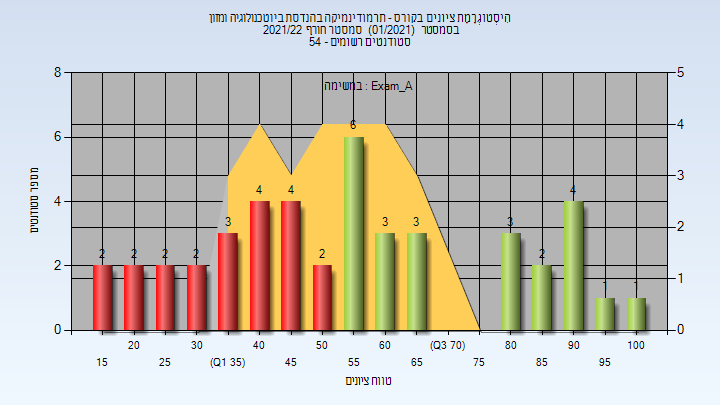 הִיסְטוֹגְרָמַת ציונים בקורס - תרמודינמיקה בהנדסת ביוטכנולוגיה ומזון
בסמסטר (01/2021) סמסטר חורף 2021/22
סטודנטים רשומים - 54
במשימה : Exam_A
8 5
6 4
4 3
2 2
0 1
0
מספר סטודנטים
2 2 2 2 3 4 4 2 6 3 3 3 2 4 1 1
20 30 40 50 60 (Q3 70) 80 90 100
15 25 (Q1 35) 45 55 65 75 85 95
טווח ציונים